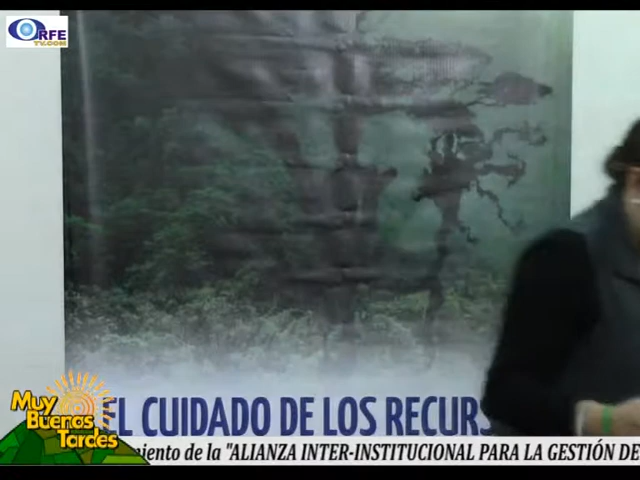 ORFE
TV.COM
EL CUIDADO DE LOS RECURS
Muy
Buenas
Tardes
miento de la "ALIANZA INTER-INSTITUCIONAL PARA LA GESTIÓN DE